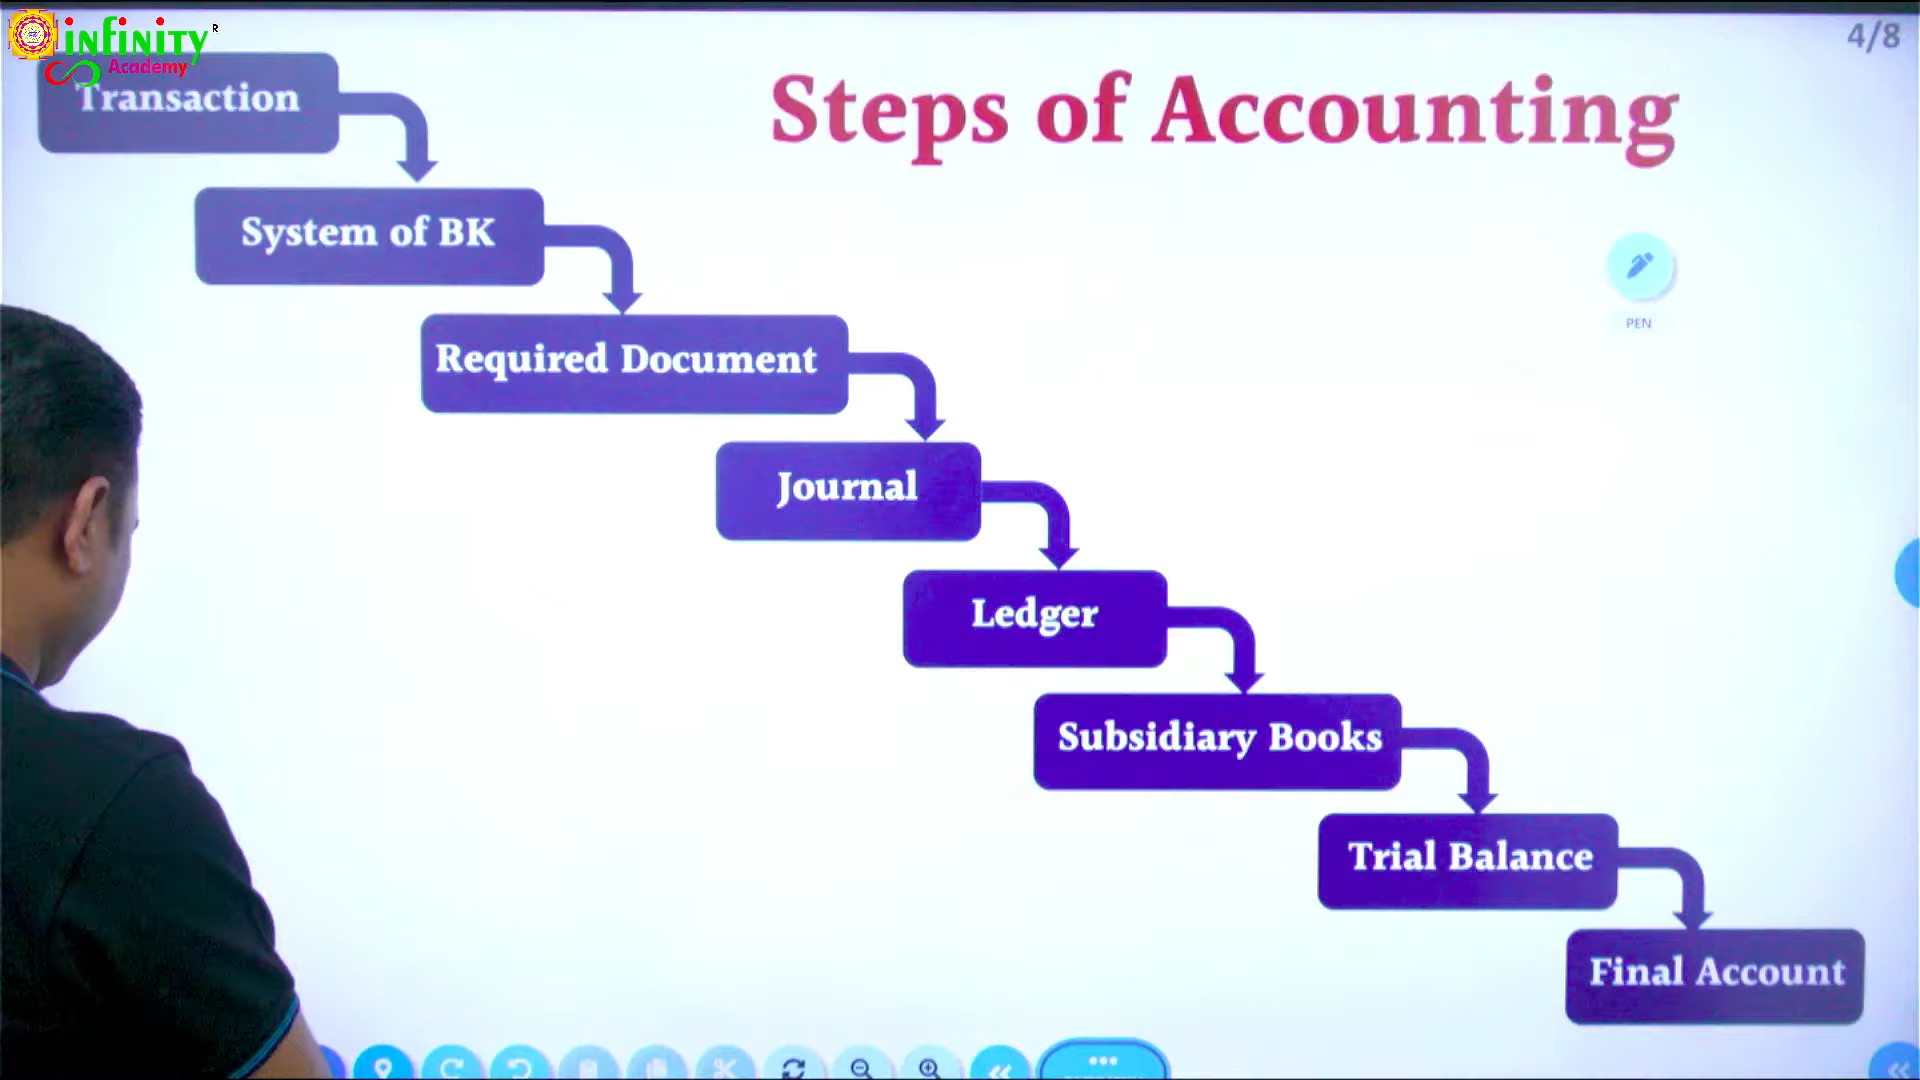 infinity
R
Academy
4/8
Steps of Accounting
Transaction
System of BK
PEN
Required Document
Journal
Ledger
Subsidiary Books
Trial Balance
Final Account